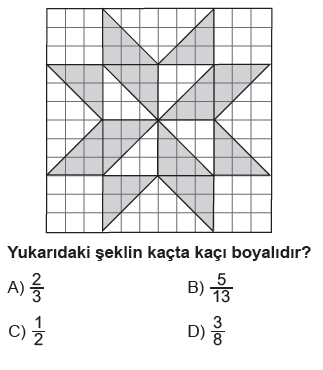 Yukarıdaki şeklin kaçta kaçı boyalıdır?
A) 2/3 B) 5/13
C) 1/2 D) 3/8